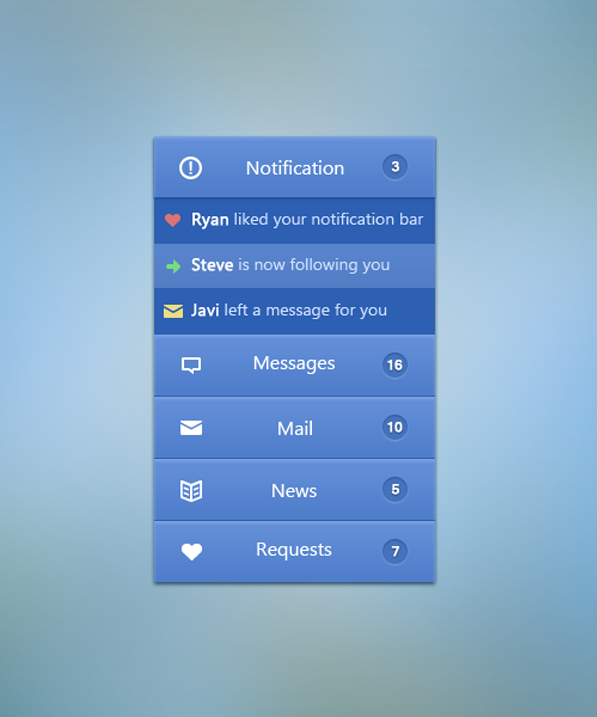 Notification 3
Ryan liked your notification bar
Steve is now following you
Javi left a message for you
Messages 16
Mail 10
News 5
Requests 7